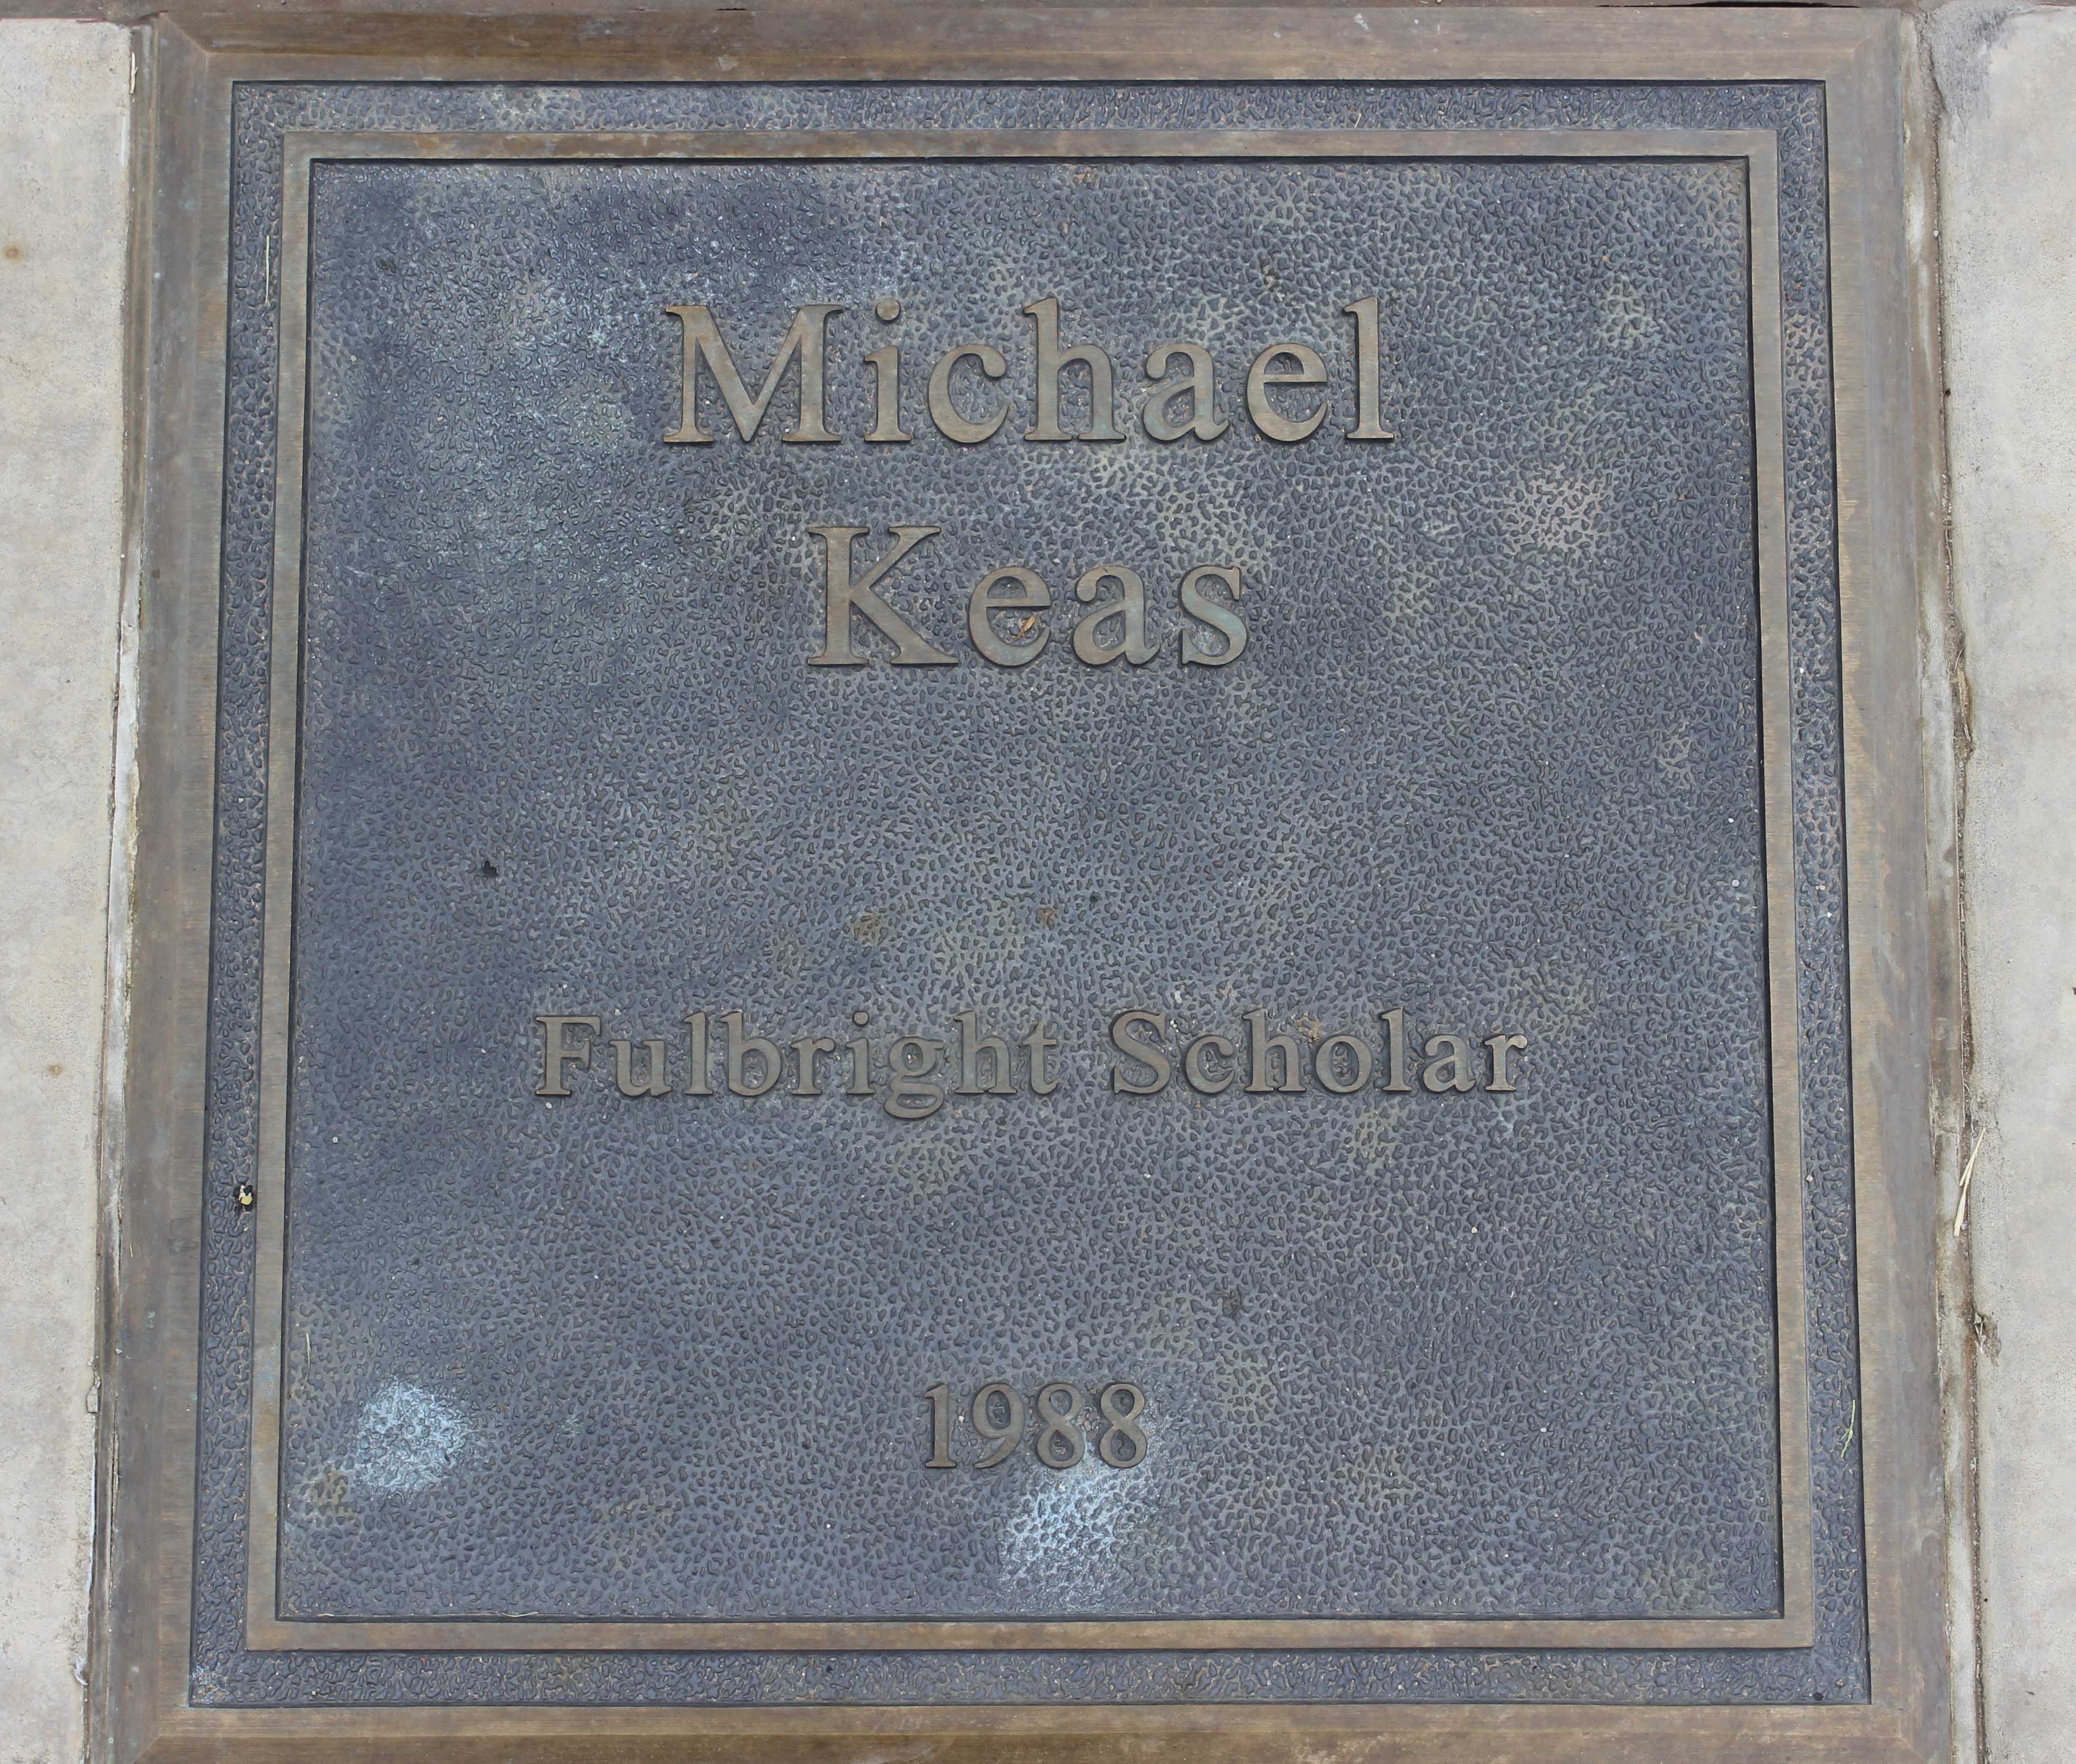 Michael
Keas
Fulbright Scholar
1988